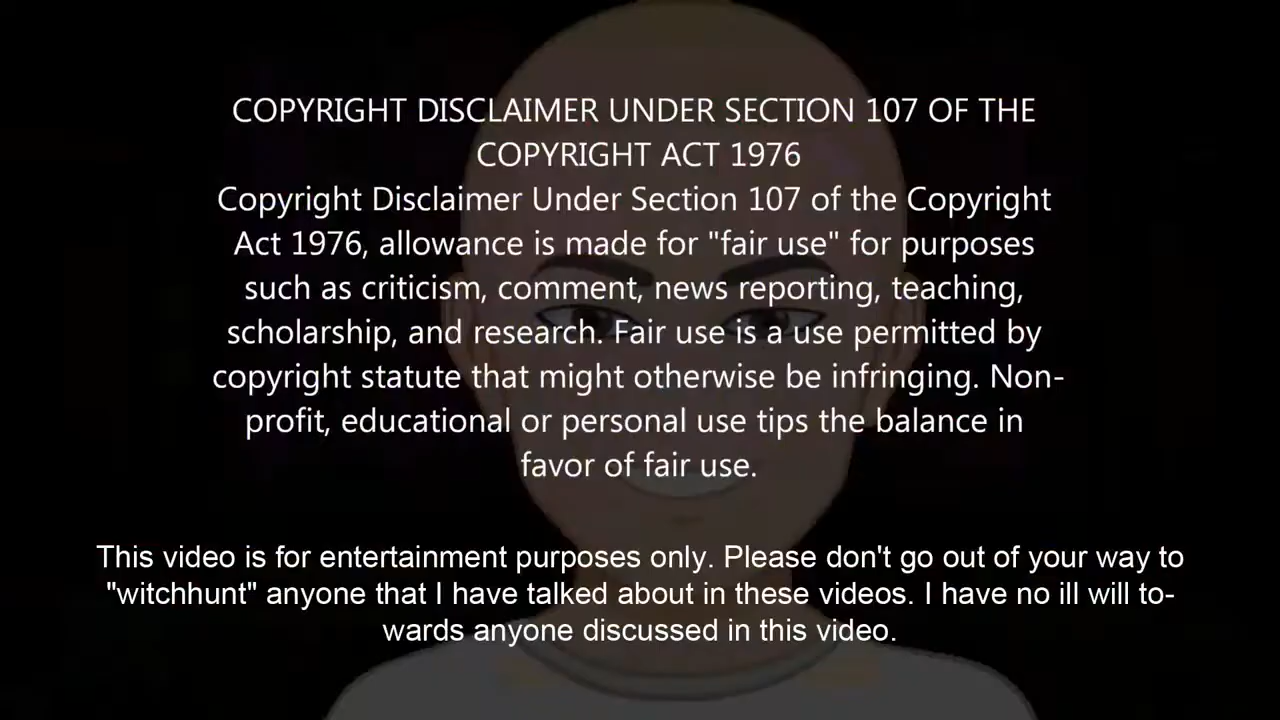 COPYRIGHT DISCLAIMER UNDER SECTION 107 OF THE
COPYRIGHT ACT 1976
Copyright Disclaimer Under Section 107 of the Copyright
Act 1976, allowance is made for "fair use" for purposes
such as criticism, comment, news reporting, teaching,
scholarship, and research. Fair use is a use permitted by
copyright statute that might otherwise be infringing. Non-
profit, educational or personal use tips the balance in
favor of fair use.
This video is for entertainment purposes only. Please don't go out of your way to
"witchhunt" anyone that I have talked about in these videos. I have no ill will to-
wards anyone discussed in this video.